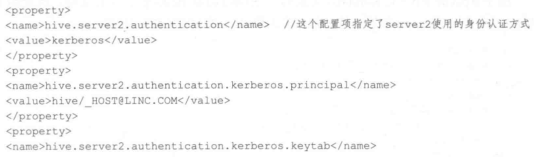 <property>
<name>hive.server2.authentication</name> //这个配置项指定了server2使用的身份认证方式
<value>kerberos</value>
</property>
<property>
<name>hive.server2.authentication.kerberos.principal</name>
<value>hive/_HOST@LINC.COM</value>
</property>
<property>
<name>hive.server2.authentication.kerberos.keytab</name>